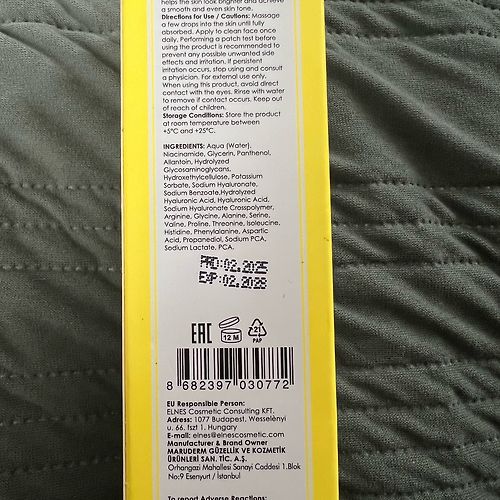 helps the skin look brighter and achieve
a smooth and even skin tone.
Directions for Use / Cautions: Massage
a few drops into the skin until fully
absorbed. Apply to clean face once
daily. Performing a patch test before
using the product is recommended to
prevent any possible unwanted side
effects and irritation. If persistent
irritation occurs, stop using and consult
a physician. For external use only.
When using this product, avoid direct
contact with the eyes. Rinse with water
to remove if contact occurs. Keep out
of reach of children.
Storage Conditions: Store the product
at room temperature between
+5°C and +25°C.
INGREDIENTS: Aqua (Water),
Niacinamide, Glycerin, Panthenol,
Allantoin, Hydrolyzed
Glycosaminoglycans,
Hydroxethylcellulose, Potassium
Sorbate, Sodium Hyaluronate,
Sodium Benzoate,Hydrolyzed
Hyaluronic Acid, Hyaluronic Acid,
Sodium Hyaluronate Crosspolymer,
Arginine, Glycine, Alanine, Serine,
Valine, Proline, Threonine, Isoleucine,
Histidine, Phenylalanine, Aspartic
Acid, Propanediol, Sodium PCA,
Sodium Lactate, PCA.
PRD:02.2025
EXP:02.2028
EAC
12 M
21
PAP
8 682397 030772
EU Responsible Person:
ELNES Cosmetic Consulting KFT.
Address: 1077 Budapest, Wesselényi
u. 66. fszt 1. Hungary
E-mail: elnes@elnescosmetic.com
Manufacturer & Brand Owner
MARUDERM GÜZELLİK VE KOZMETİK
ÜRÜNLERİ SAN. TİC. A.Ş.
Orhangazi Mahallesi Sanayi Caddesi 1.Blok
No:9 Esenyurt / İstanbul
To report Adverse Reactions: